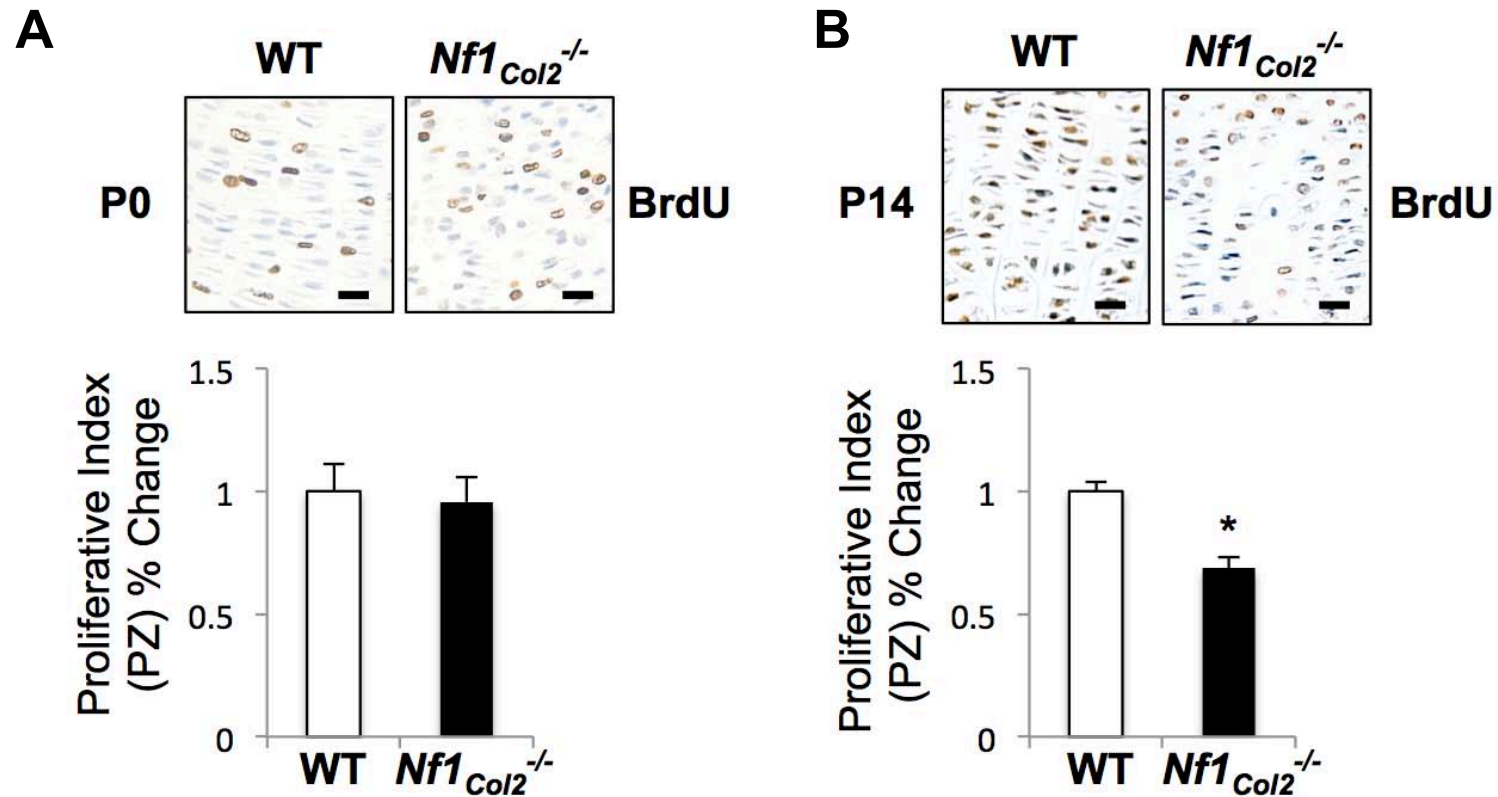 A
WT Nf1Col2-/-
P0
BrdU
Proliferative Index
(PZ) % Change
1.5
1
0.5
0
WT Nf1Col2-/-
B
WT Nf1Col2-/-
P14
BrdU
Proliferative Index
(PZ) % Change
1.5
1
0.5
0
*
WT Nf1Col2-/-